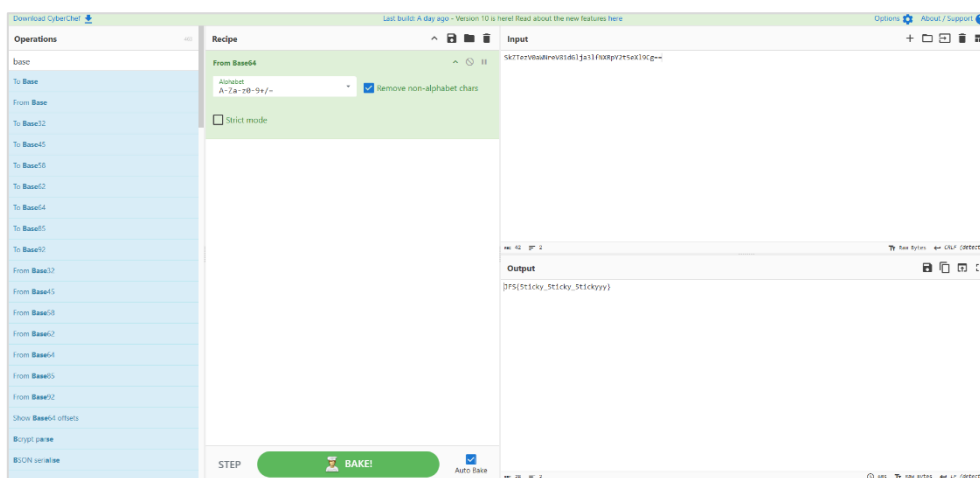 Download CyberChef
Last build: A day ago - Version 10 is here! Read about the new features here
Options
About / Support
Operations
Recipe
Input
base
To Base
From Base
To Base32
To Base45
To Base58
To Base62
To Base64
To Base85
To Base92
From Base32
From Base45
From Base58
From Base62
From Base64
From Base85
From Base92
Show Base64 offsets
Bcrypt parse
BSON serialise
From Base64
Alphabet
A-Za-z0-9+/=
Remove non-alphabet chars
Strict mode
STEP
BAKE!
Auto Bake
Tr Raw Bytes
Output
JFS{Sticky_Sticky_Stickyyy}